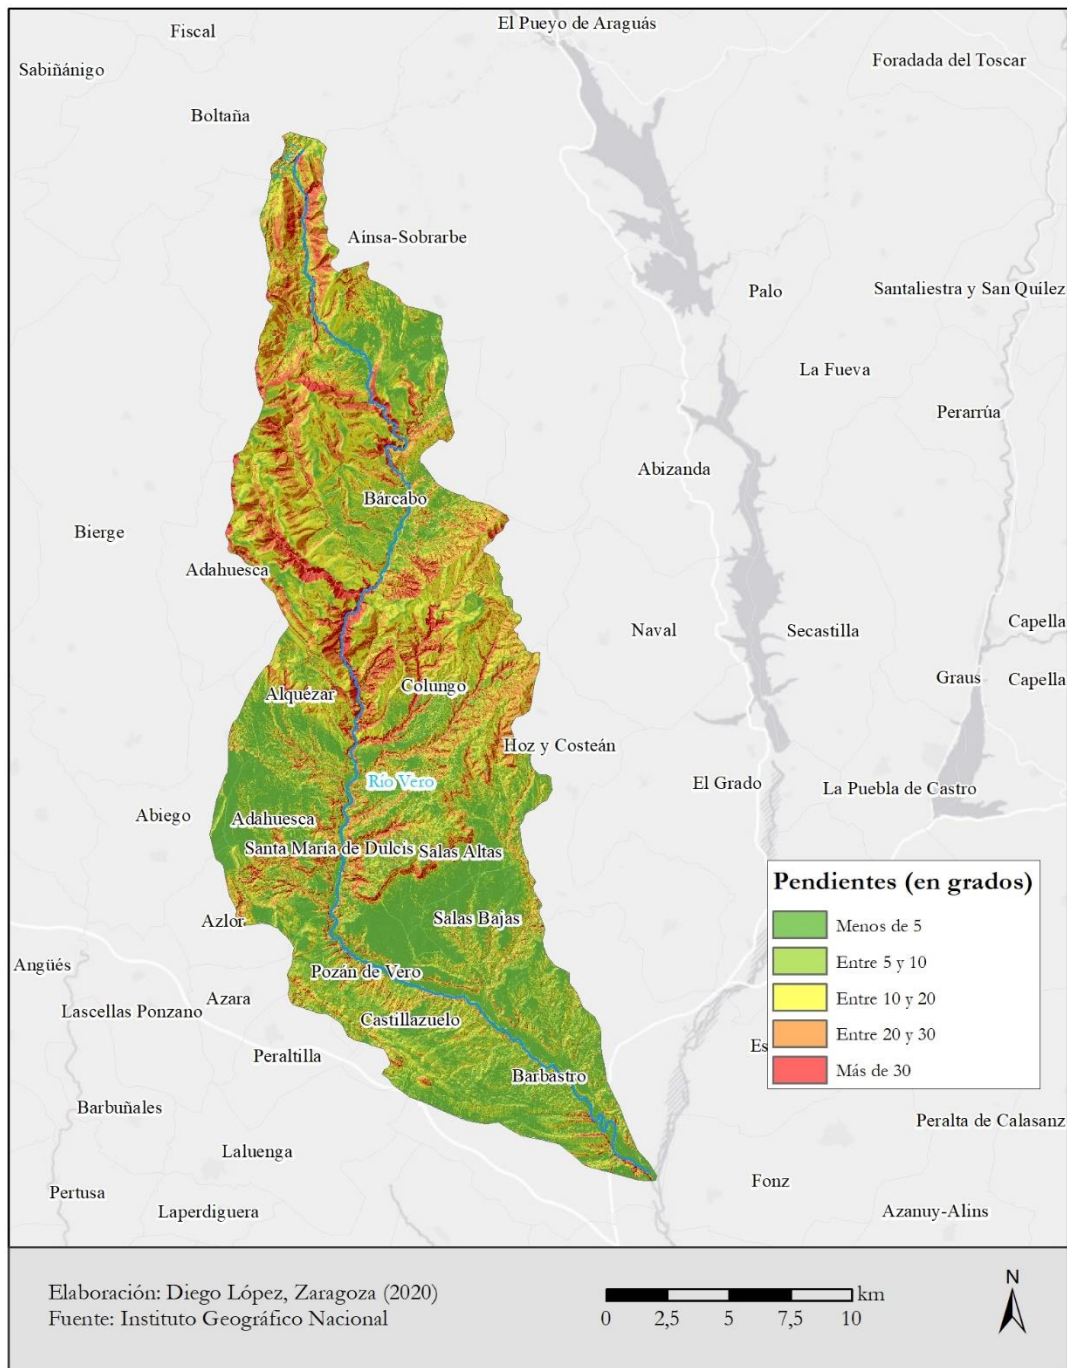 El Pueyo de Araguás
Fiscal
Foradada del Toscar
Sabiñánigo
Boltaña
Aínsa-Sobrarbe
Palo
Santaliestra y San Quílez
La Fueva
Perarrúa
Abizanda
Bárcabo
Bierge
Adahuesca
Capella
Naval
Secastilla
Graus
Capella
Alquézar
Colungo
Hoz y Costeán
Río Vero
El Grado
La Puebla de Castro
Abiego
Adahuesca
Santa María de Dulcis
Salas Altas
Pendientes (en grados)
Azlor
Salas Bajas
Menos de 5
Entre 5 y 10
Angüés
Pozán de Vero
Azara
Entre 10 y 20
Lascellas Ponzano
Castillazuelo
Entre 20 y 30
Es
Peraltilla
Más de 30
Barbastro
Barbuñales
Peralta de Calasanz
Laluenga
Fonz
Pertusa
Laperdiguera
Azanuy-Alins
Elaboración: Diego López, Zaragoza (2020)
Fuente: Instituto Geográfico Nacional
km
0 2,5 5 7,5 10
N